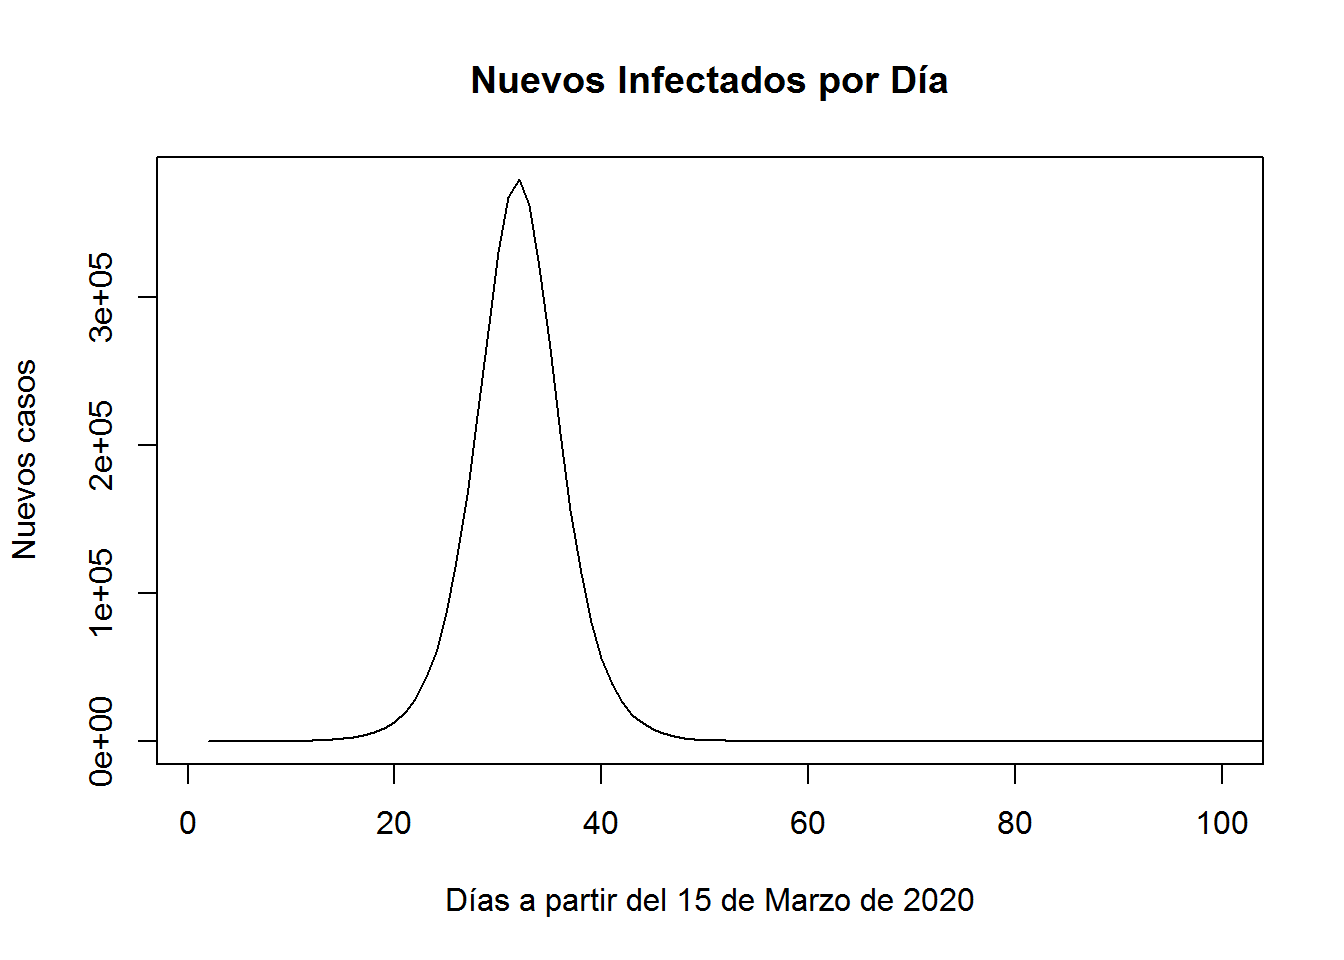 Nuevos Infectados por Día
Nuevos casos
3e+05
2e+05
1e+05
0e+00
0 20 40 60 80 100
Días a partir del 15 de Marzo de 2020